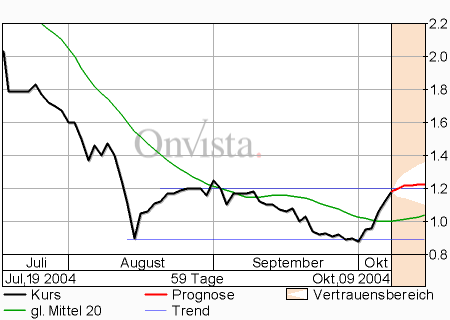 2.2
2.0
1.8
1.6
OnVista.
1.4
1.2
1.0
0.8
Juli August September Okt
Jul,19 2004 59 Tage Okt,09 2004
Kurs Prognose Vertrauensbereich
gl. Mittel 20 Trend